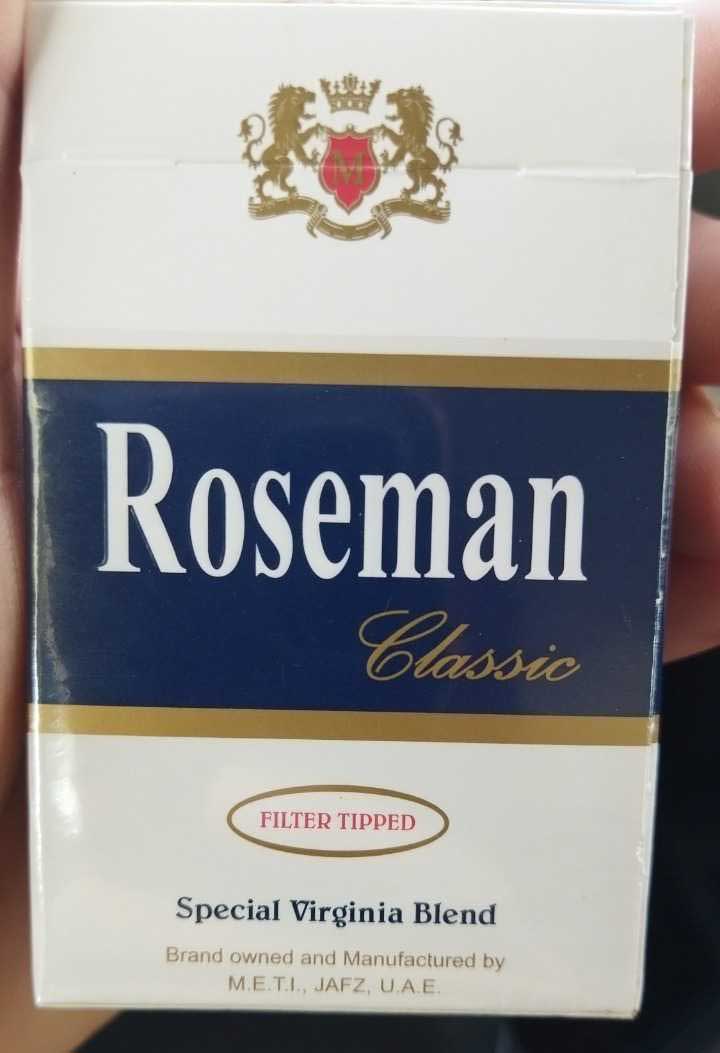 M
Roseman
Classic
FILTER TIPPED
Special Virginia Blend
Brand owned and Manufactured by
M.E.T.I., JAFZ, U.A.E.